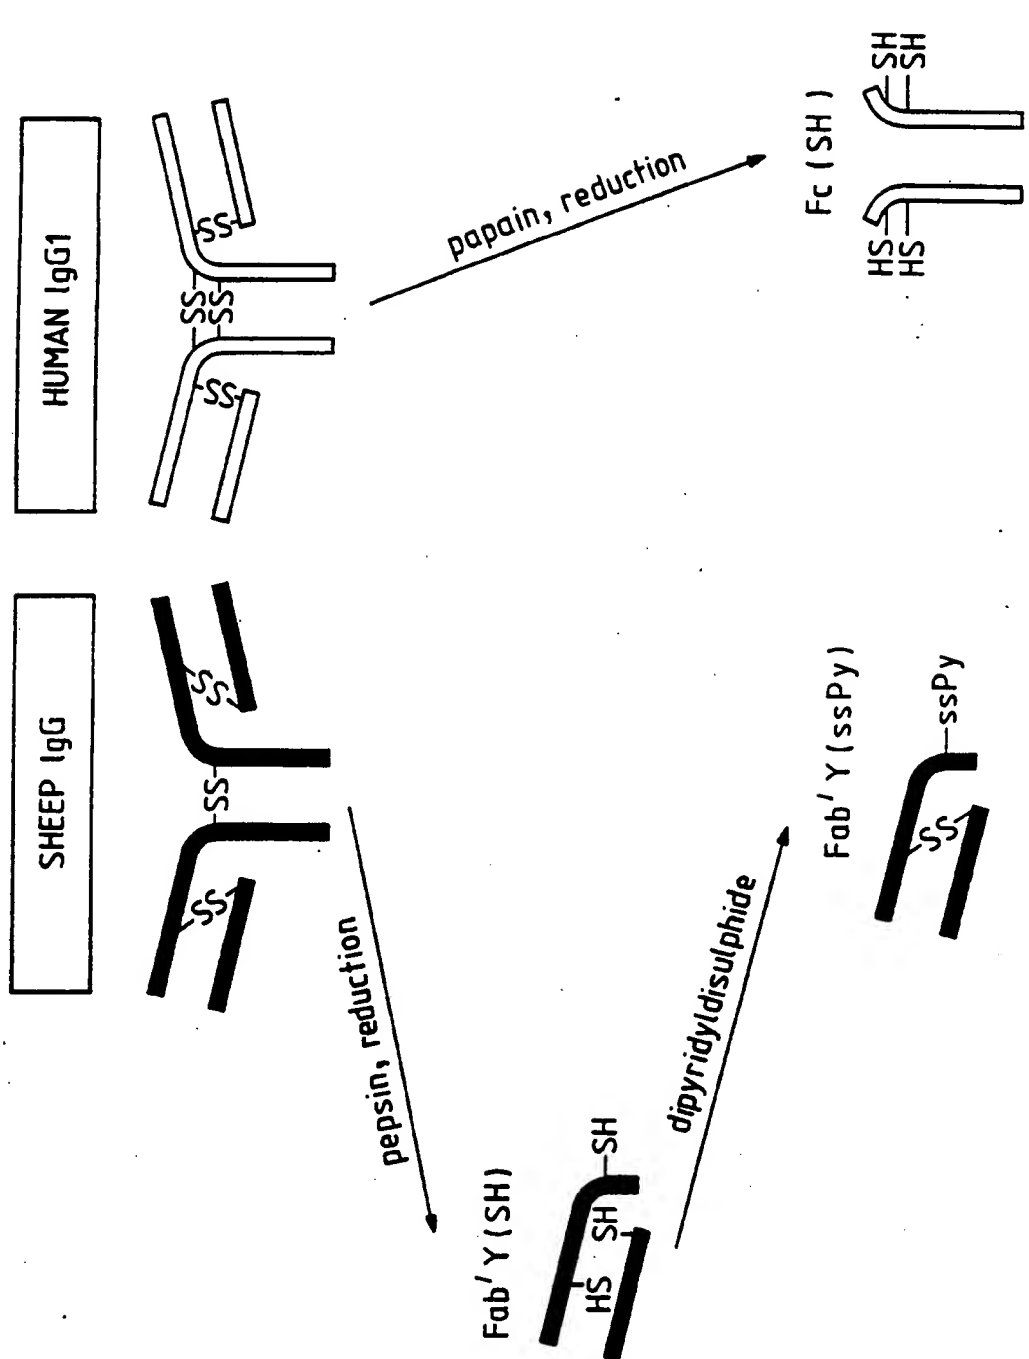 SHEEP IgG
HUMAN IgG1
SS
SS
SS
SS
SS
SS
SS
pepsin, reduction
papain, reduction
Fab' Y (SH)
HS
SH
SH
dipyridyldisulphide
Fab' Y (ssPy)
SS
ssPy
Fc (SH)
HS
HS
SH
SH